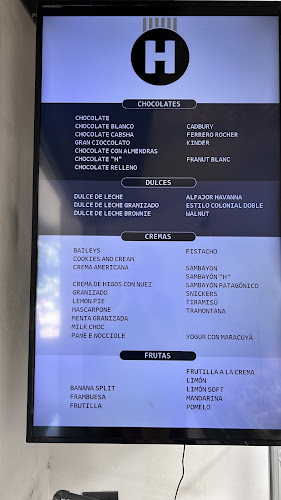 H
CHOCOLATES
CHOCOLATE
CHOCOLATE BLANCO CADBURY
CHOCOLATE CABSHA FERRERO ROCHER
GRAN CIOCCOLATO KINDER
CHOCOLATE CON ALMENDRAS
CHOCOLATE "H" FRANUT BLANC
CHOCOLATE RELLENO
DULCES
DULCE DE LECHE ALFAJOR HAVANNA
DULCE DE LECHE GRANIZADO ESTILO COLONIAL DOBLE
DULCE DE LECHE BROWNIE WALNUT
CREMAS
BAILEYS PISTACHO
COOKIES AND CREAM
CREMA AMERICANA SAMBAYON
SAMBAYON "H"
CREMA DE HIGOS CON NUEZ SAMBAYÓN PATAGÓNICO
GRANIZADO SNICKERS
LEMON PIE TIRAMISÚ
MASCARPONE TRAMONTANA
MENTA GRANIZADA
MILK CHOC
PANE E NOCCIOLE YOGUR CON MARACUYÁ
FRUTAS
FRUTILLA A LA CREMA
LIMÓN
BANANA SPLIT LIMÓN SOFT
FRAMBUESA MANDARINA
FRUTILLA POMELO